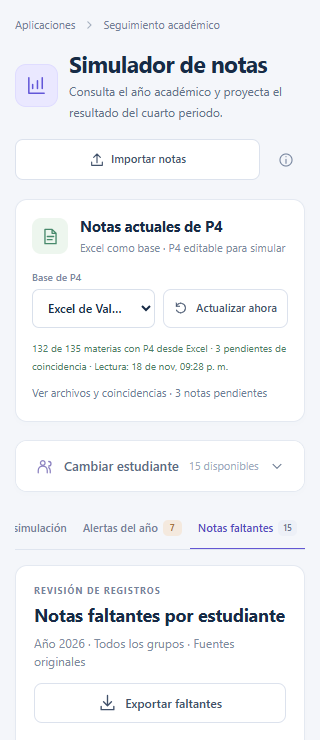 Aplicaciones > Seguimiento académico
Simulador de notas
Consulta el año académico y proyecta el
resultado del cuarto periodo.
Importar notas
Notas actuales de P4
Excel como base · P4 editable para simular
Base de P4
Excel de Val...
Actualizar ahora
132 de 135 materias con P4 desde Excel · 3 pendientes de
coincidencia · Lectura: 18 de nov, 09:28 p. m.
Ver archivos y coincidencias · 3 notas pendientes
Cambiar estudiante 15 disponibles
simulación Alertas del año 7 Notas faltantes 15
REVISIÓN DE REGISTROS
Notas faltantes por estudiante
Año 2026 · Todos los grupos · Fuentes
originales
Exportar faltantes